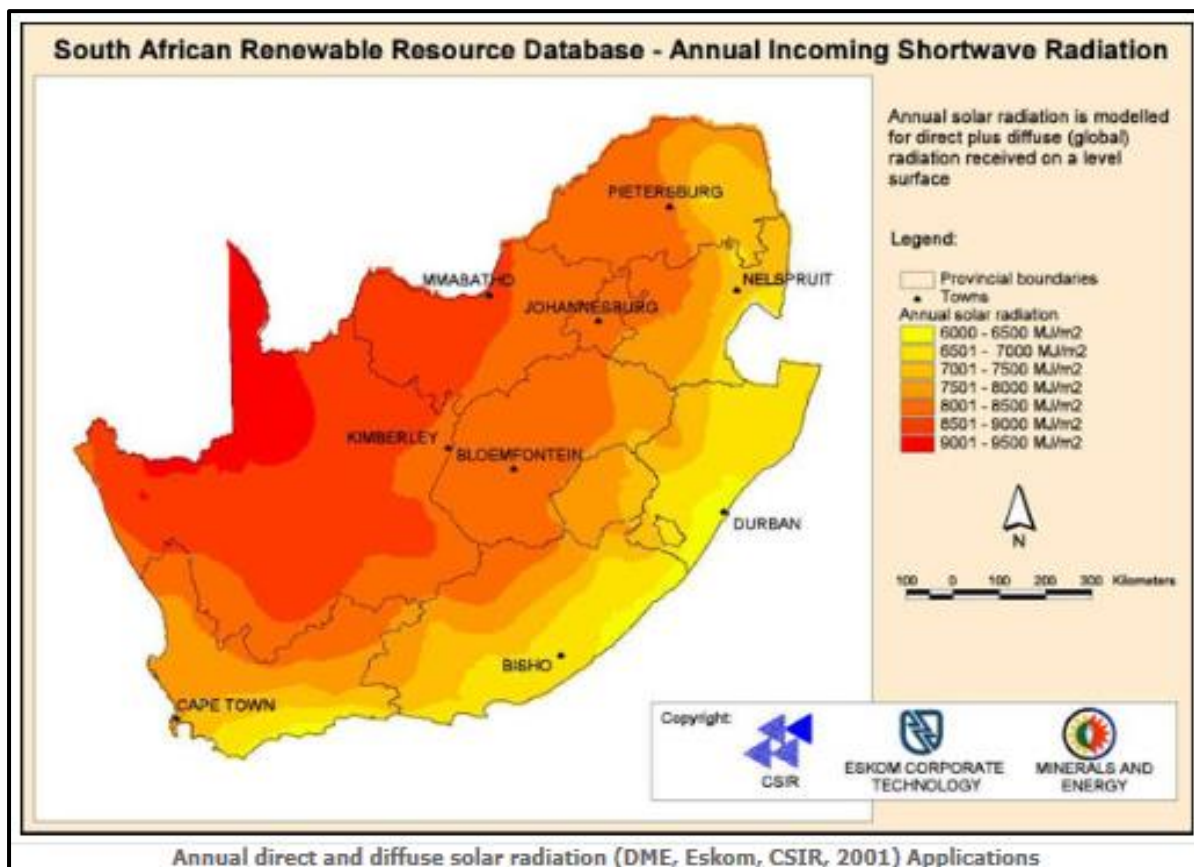 South African Renewable Resource Database - Annual Incoming Shortwave Radiation
Annual solar radiation is modelled
for direct plus diffuse (global)
radiation received on a level
surface
Legend:
Provincial boundaries
Towns
Annual solar radiation
6000 - 6500 MJ/m2
6501 - 7000 MJ/m2
7001 - 7500 MJ/m2
7501 - 8000 MJ/m2
8001 - 8500 MJ/m2
8501 - 9000 MJ/m2
9001 - 9500 MJ/m2
N
100 0 100 200 300 Kilometers
PIETERSBURG
MMABATHO
NELSPRUIT
JOHANNESBURG
KIMBERLEY
BLOEMFONTEIN
DURBAN
BISHO
CAPE TOWN
Copyright:
CSIR
ESKOM CORPORATE
TECHNOLOGY
MINERALS AND
ENERGY
Annual direct and diffuse solar radiation (DME, Eskom, CSIR, 2001) Applications